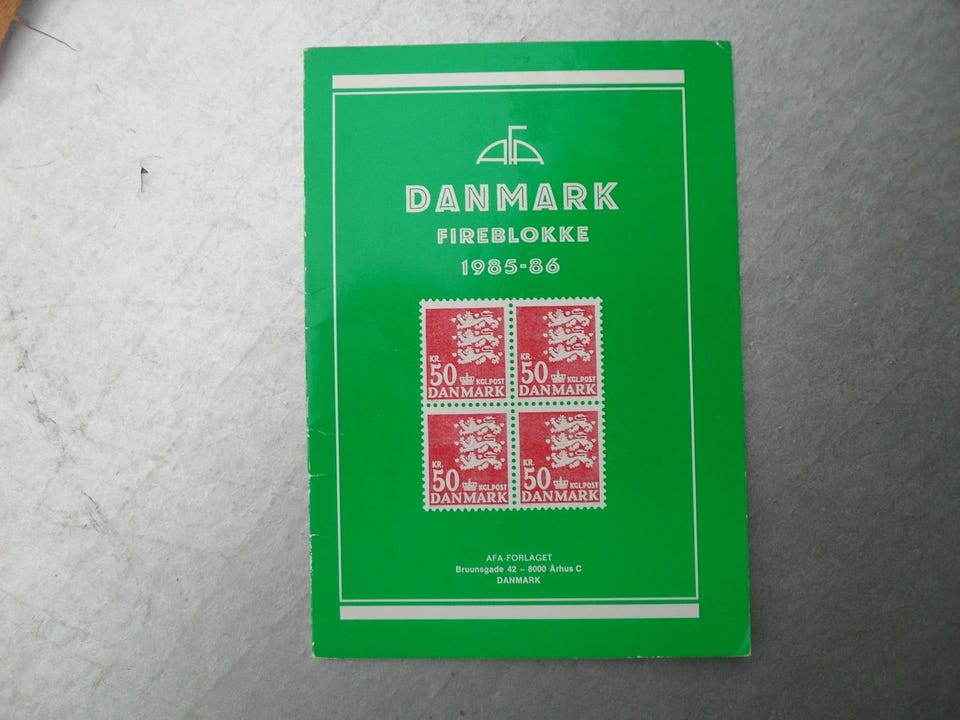 AFA
DANMARK
FIREBLOKKE
1985-86
KR.
50 KGL.POST
DANMARK
KR.
50 KGL.POST
DANMARK
KR.
50 KGL.POST
DANMARK
KR.
50 KGL.POST
DANMARK
AFA-FORLAGET
Bruunsgade 42 – 8000 Århus C
DANMARK